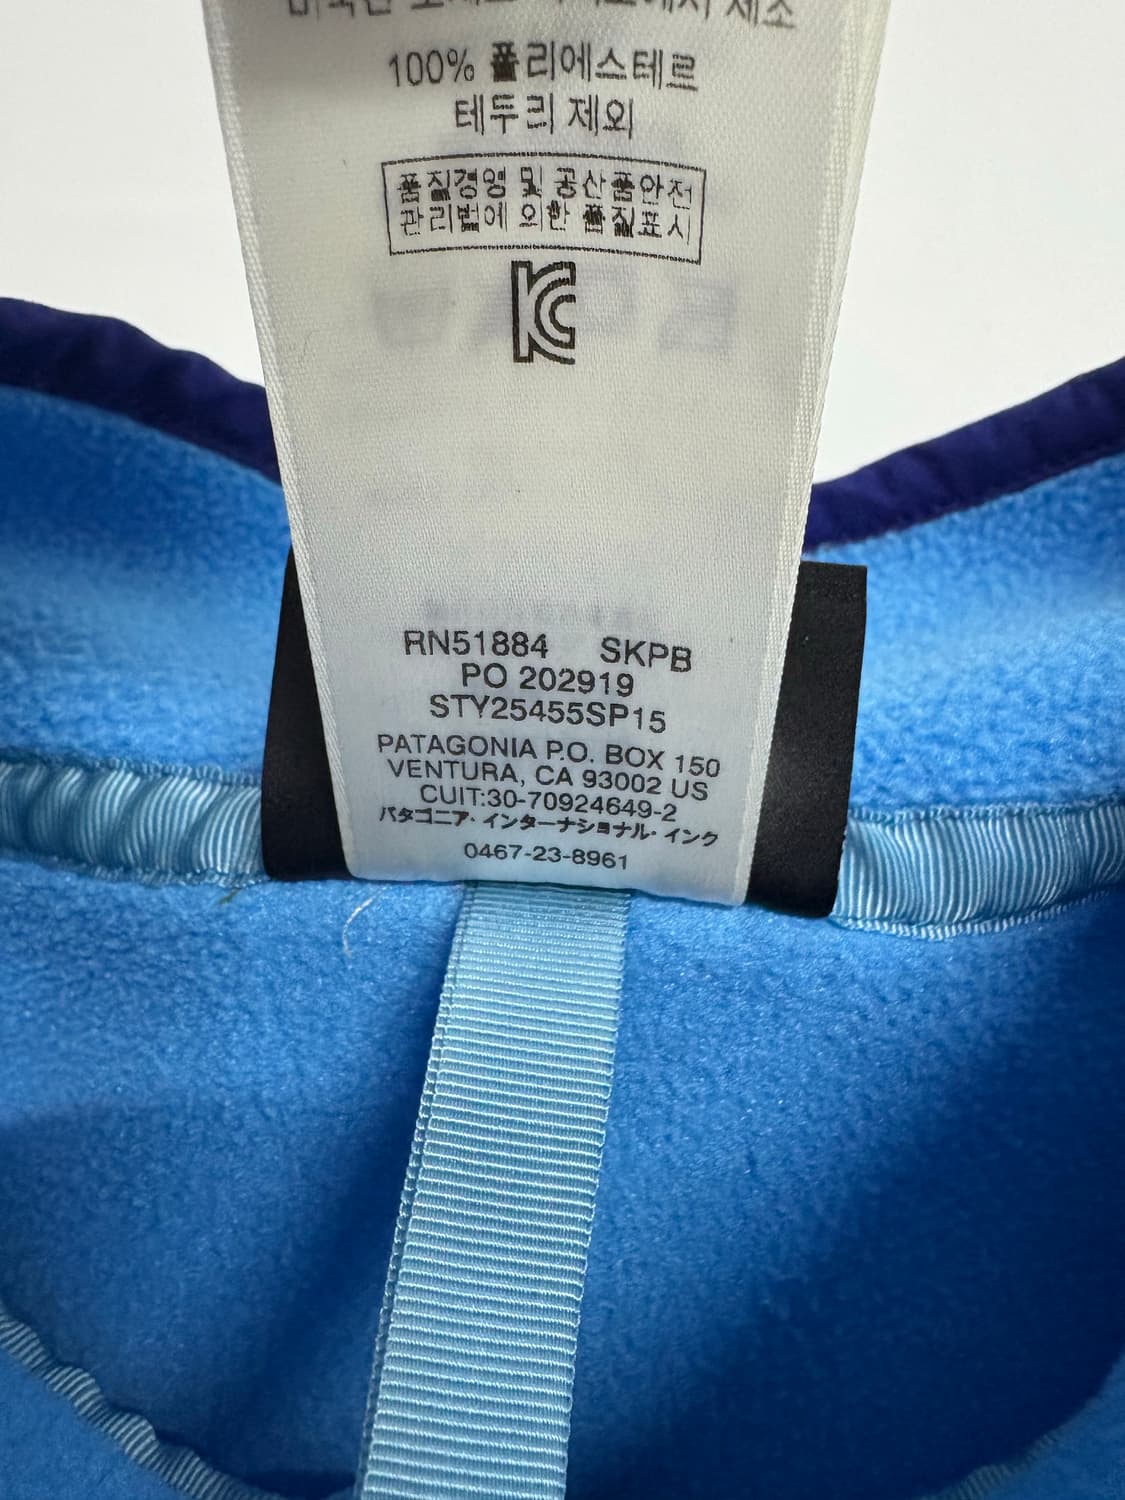 제조
100% 폴리에스테르
테두리 제외
품질경영 및 공산품안전
관리법에 의한 품질표시
KC
RN51884 SKPB
PO 202919
STY25455SP15
PATAGONIA P.O. BOX 150
VENTURA, CA 93002 US
CUIT:30-70924649-2
パタゴニア・インターナショナル・インク
0467-23-8961